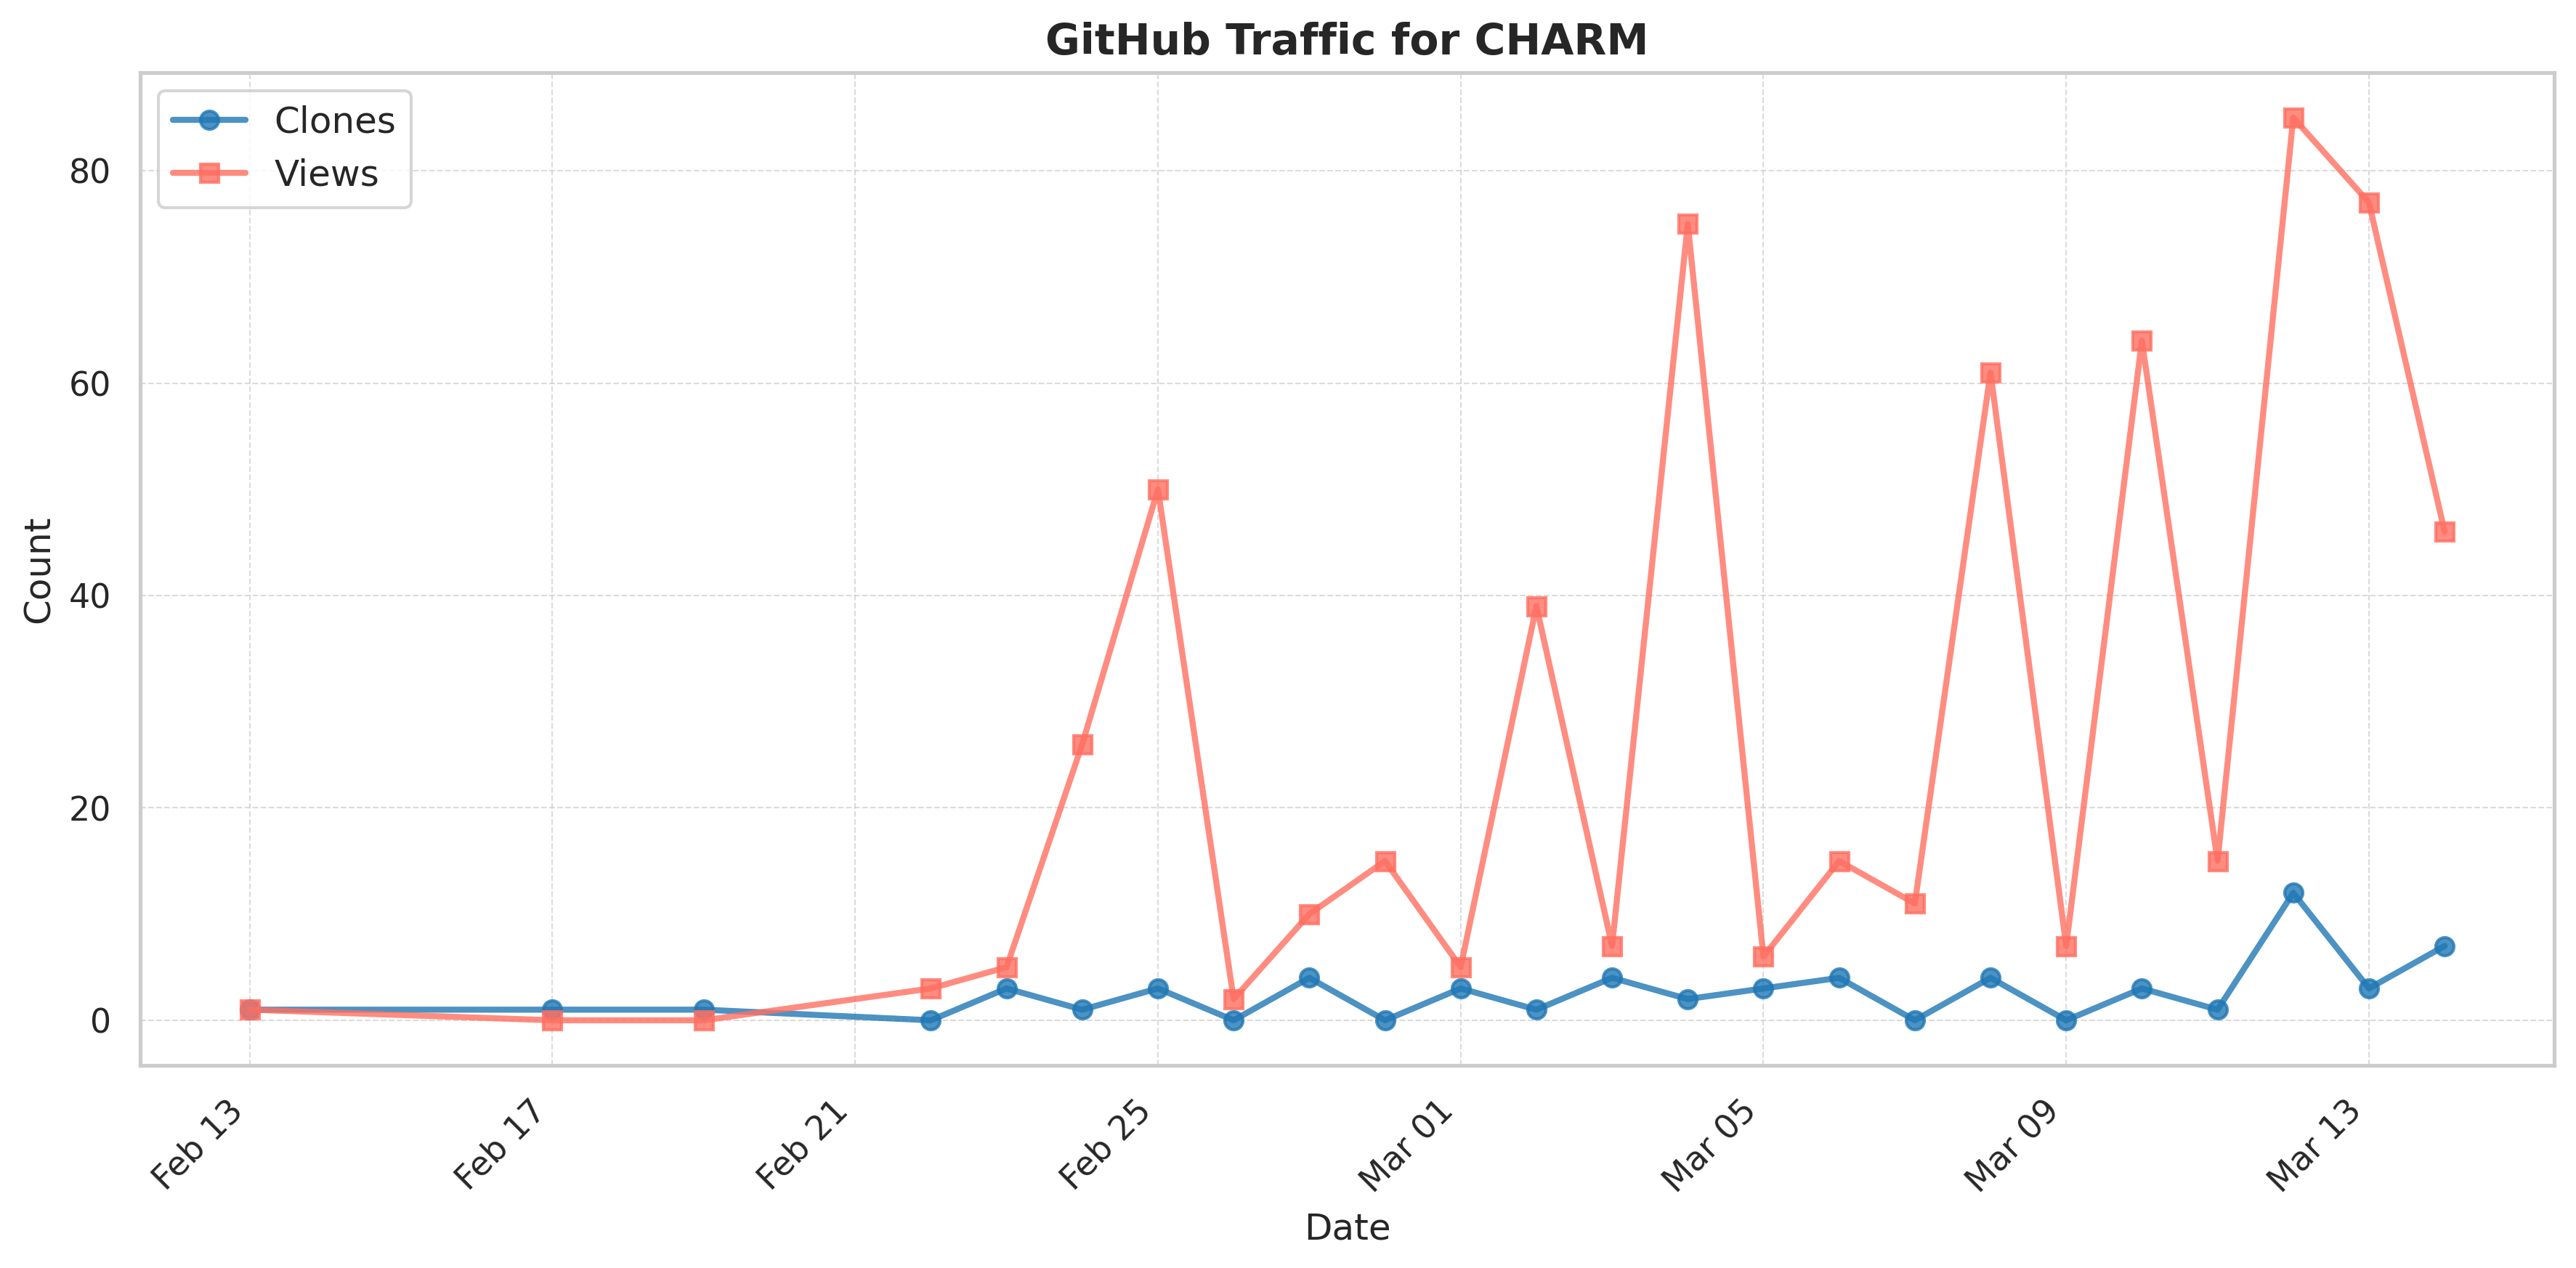 GitHub Traffic for CHARM
Clones
Views
80
60
40
20
0
Count
Feb 13
Feb 17
Feb 21
Feb 25
Mar 01
Mar 05
Mar 09
Mar 13
Date